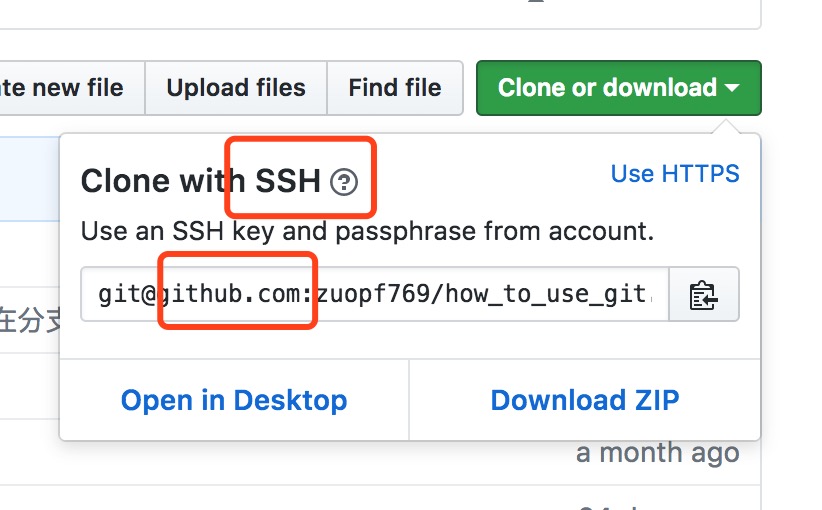 te new file Upload files Find file Clone or download
Clone with SSH Use HTTPS
Use an SSH key and passphrase from account.
git@github.com:zuopf769/how_to_use_git.
在分支
Open in Desktop Download ZIP
a month ago